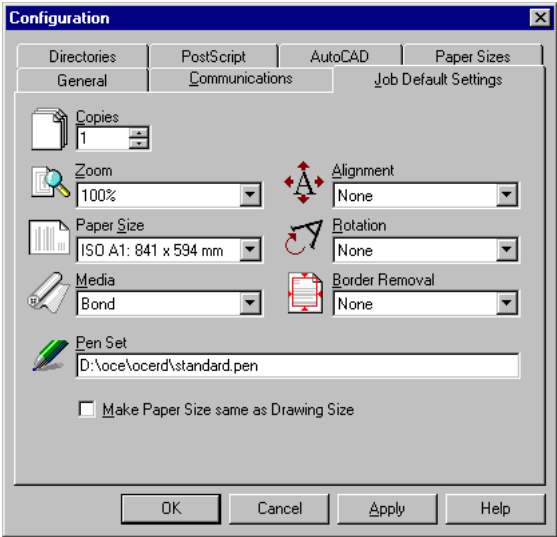 Configuration
Directories PostScript AutoCAD Paper Sizes
General Communications Job Default Settings
Copies
1
Zoom Alignment
100% None
Paper Size Rotation
ISO A1: 841 x 594 mm None
Media Border Removal
Bond None
Pen Set
D:\oce\ocerd\standard.pen
Make Paper Size same as Drawing Size
OK Cancel Apply Help